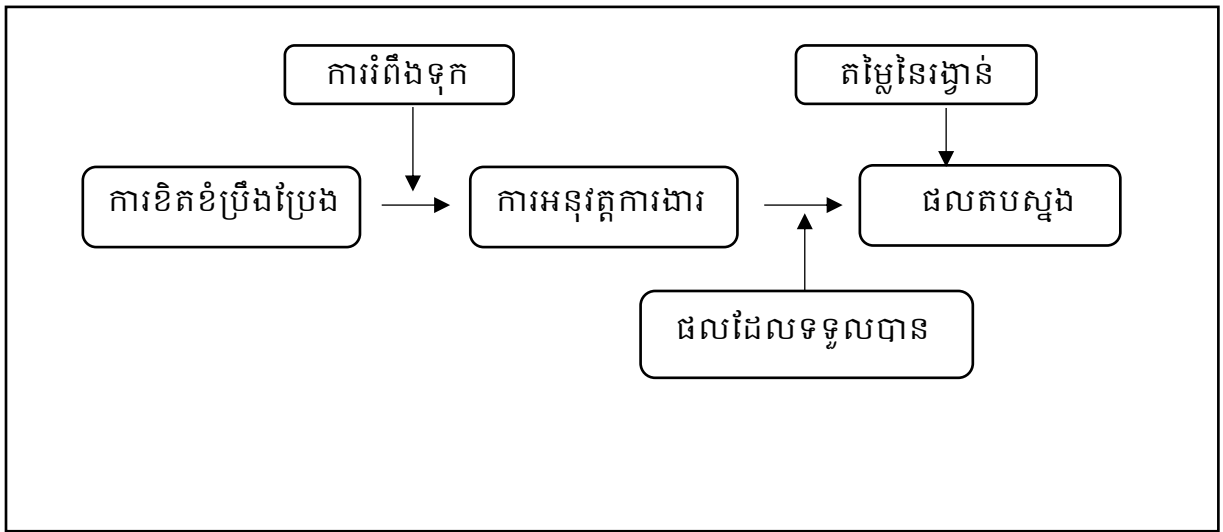 ការរំពឹងទុក
តម្លៃនៃរង្វាន់
ការខិតខំប្រឹងប្រែង
ការអនុវត្តការងារ
ផលតបស្នង
ផលដែលទទួលបាន